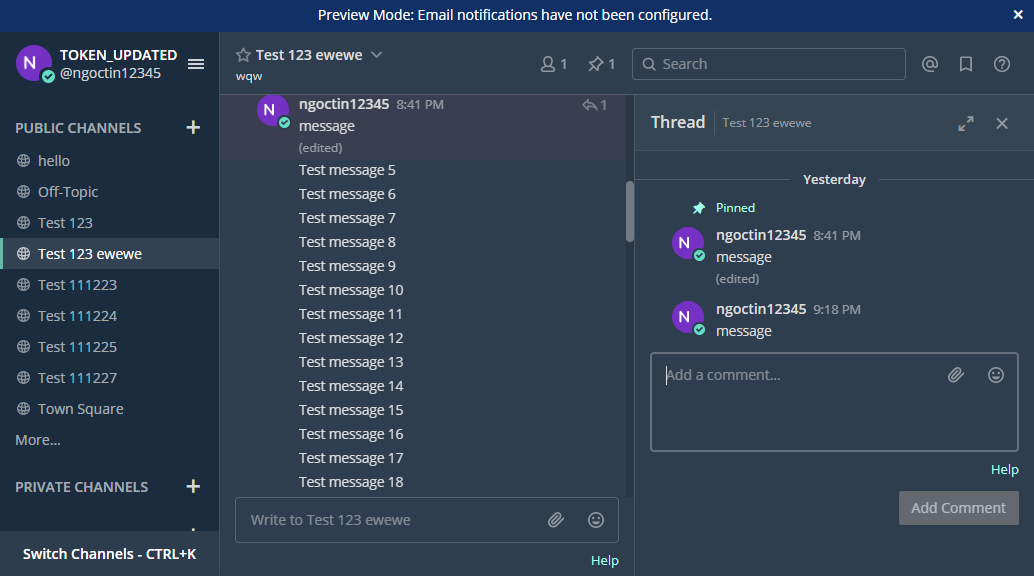 Preview Mode: Email notifications have not been configured.
N
TOKEN_UPDATED
@ngoctin12345
PUBLIC CHANNELS
hello
Off-Topic
Test 123
Test 123 ewewe
Test 111223
Test 111224
Test 111225
Test 111227
Town Square
More...
PRIVATE CHANNELS
Switch Channels - CTRL+K
Test 123 ewewe
wqw
1
1
Search
N
ngoctin12345 8:41 PM
1
message
(edited)
Test message 5
Test message 6
Test message 7
Test message 8
Test message 9
Test message 10
Test message 11
Test message 12
Test message 13
Test message 14
Test message 15
Test message 16
Test message 17
Test message 18
Write to Test 123 ewewe
Help
Thread
Test 123 ewewe
Yesterday
Pinned
N
ngoctin12345 8:41 PM
message
(edited)
N
ngoctin12345 9:18 PM
message
Add a comment...
Help
Add Comment